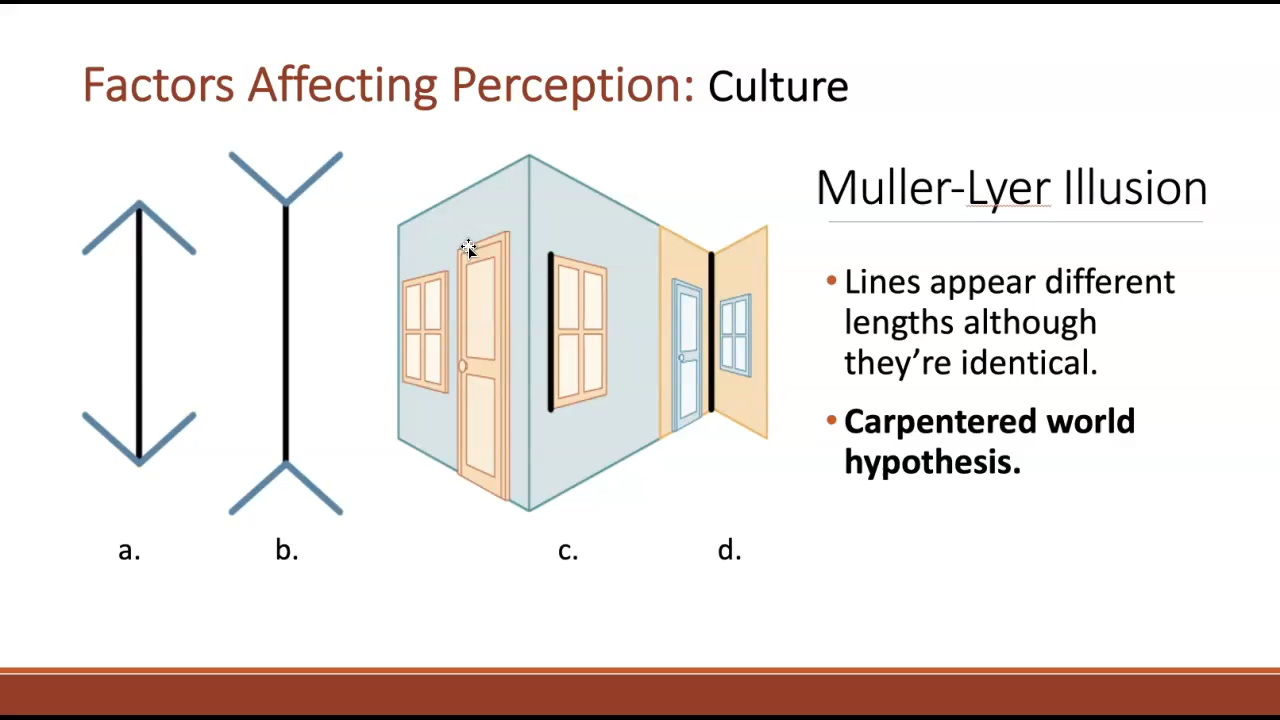 Factors Affecting Perception: Culture
Muller-Lyer Illusion
• Lines appear different
lengths although
they’re identical.
• Carpentered world
hypothesis.
a. b. c. d.